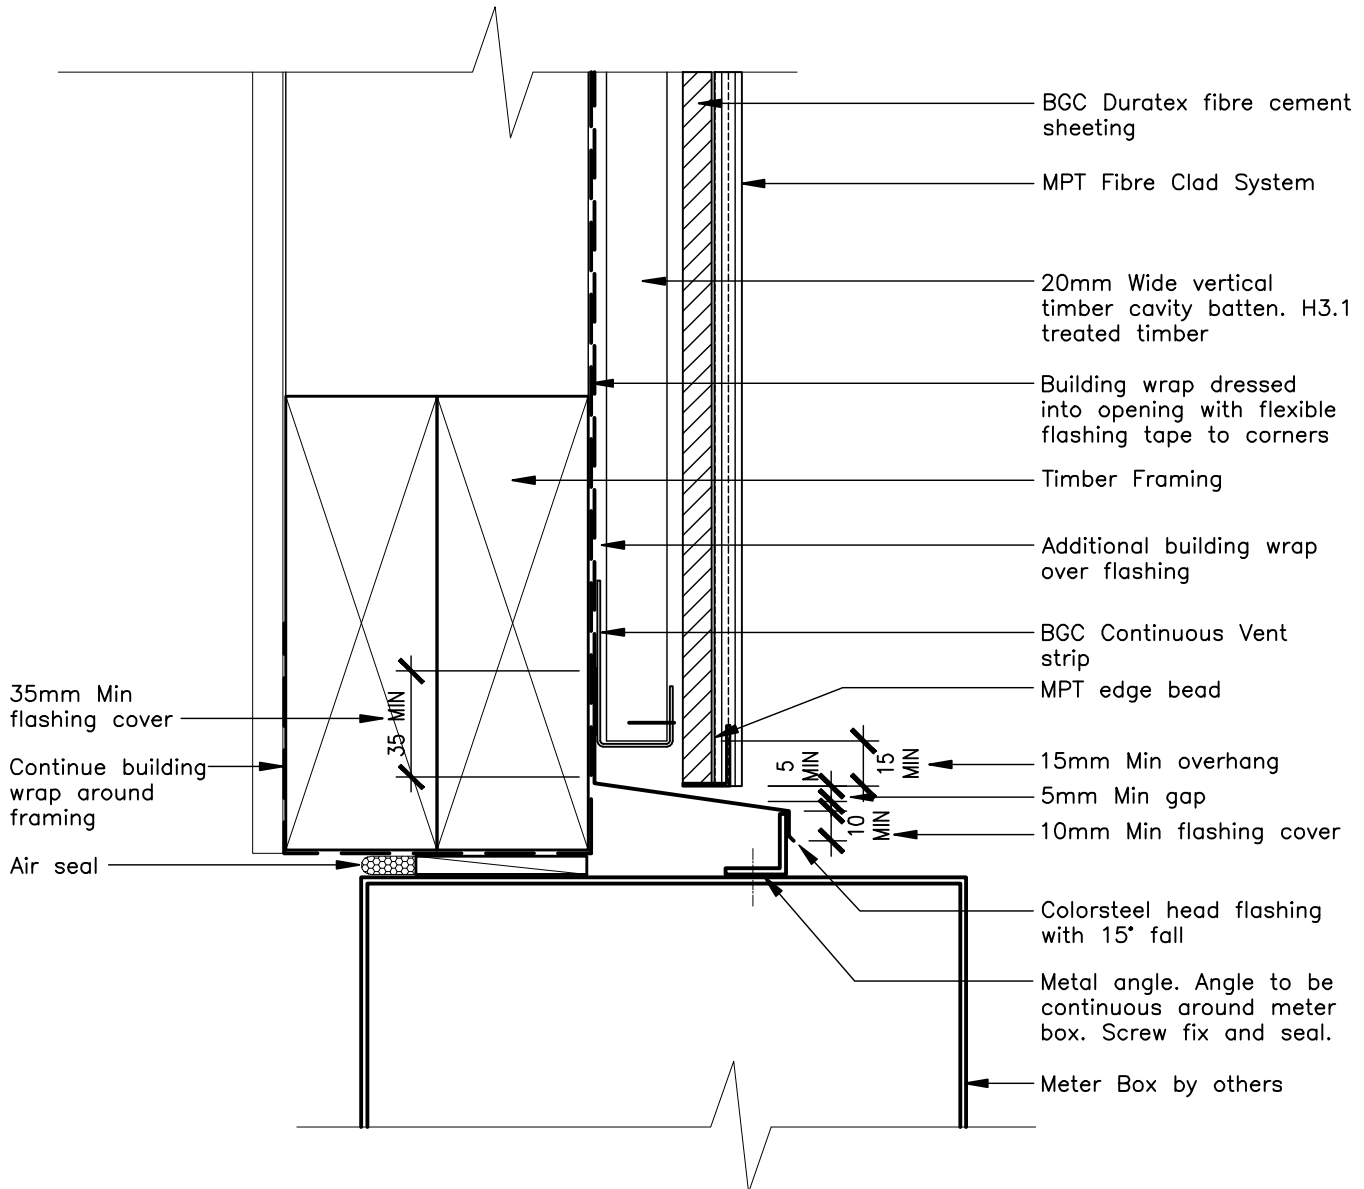 BGC Duratex fibre cement
sheeting
MPT Fibre Clad System
20mm Wide vertical
timber cavity batten. H3.1
treated timber
Building wrap dressed
into opening with flexible
flashing tape to corners
Timber Framing
Additional building wrap
over flashing
BGC Continuous Vent
strip
MPT edge bead
35mm Min
flashing cover
35 MIN
Continue building
wrap around
framing
Air seal
5
MIN
15
MIN
10
MIN
15mm Min overhang
5mm Min gap
10mm Min flashing cover
Colorsteel head flashing
with 15° fall
Metal angle. Angle to be
continuous around meter
box. Screw fix and seal.
Meter Box by others